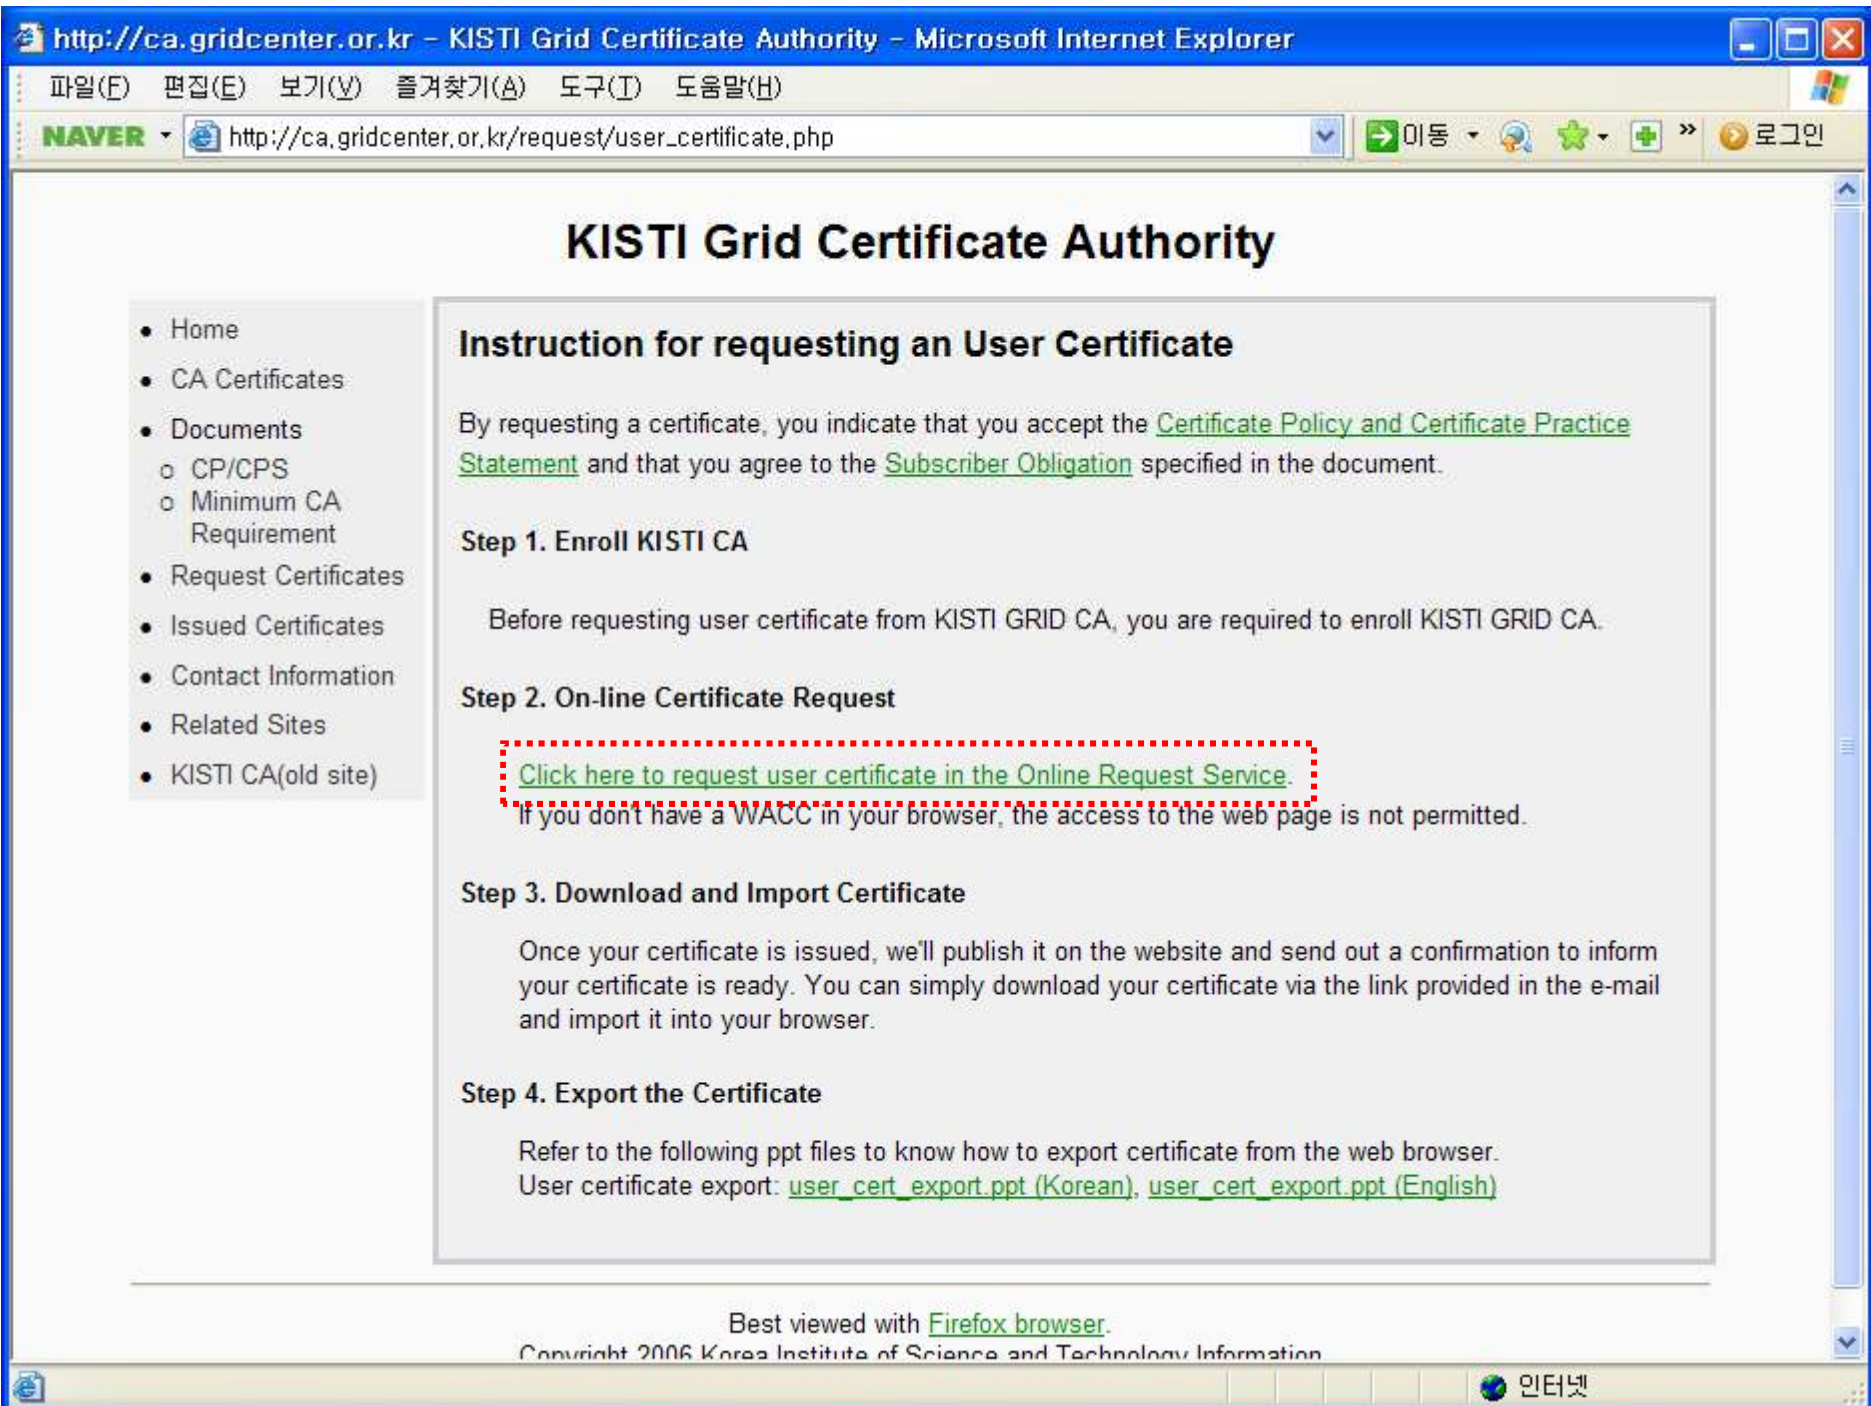 http://ca.gridcenter.or.kr - KISTI Grid Certificate Authority - Microsoft Internet Explorer
파일(F) 편집(E) 보기(V) 즐겨찾기(A) 도구(T) 도움말(H)
NAVER http://ca.gridcenter.or.kr/request/user_certificate.php 이동 » 로그인
KISTI Grid Certificate Authority
• Home
• CA Certificates
• Documents
o CP/CPS
o Minimum CA
Requirement
• Request Certificates
• Issued Certificates
• Contact Information
• Related Sites
• KISTI CA(old site)
Instruction for requesting an User Certificate
By requesting a certificate, you indicate that you accept the Certificate Policy and Certificate Practice
Statement and that you agree to the Subscriber Obligation specified in the document.
Step 1. Enroll KISTI CA
Before requesting user certificate from KISTI GRID CA, you are required to enroll KISTI GRID CA.
Step 2. On-line Certificate Request
Click here to request user certificate in the Online Request Service.
If you don't have a WACC in your browser, the access to the web page is not permitted.
Step 3. Download and Import Certificate
Once your certificate is issued, we'll publish it on the website and send out a confirmation to inform
your certificate is ready. You can simply download your certificate via the link provided in the e-mail
and import it into your browser.
Step 4. Export the Certificate
Refer to the following ppt files to know how to export certificate from the web browser.
User certificate export: user_cert_export.ppt (Korean), user_cert_export.ppt (English)
Best viewed with Firefox browser.
Copyright 2006 Korea Institute of Science and Technology Information
인터넷